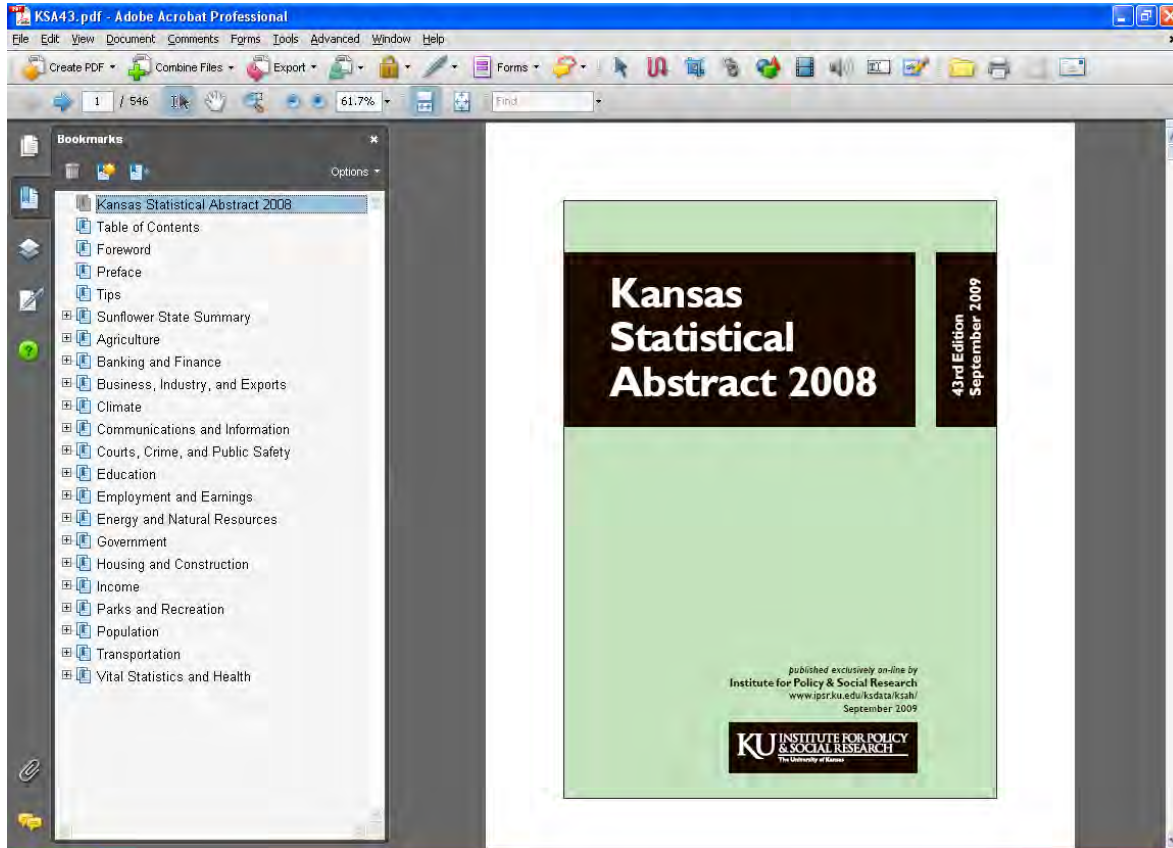 KSA43.pdf - Adobe Acrobat Professional
File Edit View Document Comments Forms Tools Advanced Window Help
Create PDF Combine Files Export Forms
1 / 546 61.7% Find
Bookmarks
Options
Kansas Statistical Abstract 2008
Table of Contents
Foreword
Preface
Tips
Sunflower State Summary
Agriculture
Banking and Finance
Business, Industry, and Exports
Climate
Communications and Information
Courts, Crime, and Public Safety
Education
Employment and Earnings
Energy and Natural Resources
Government
Housing and Construction
Income
Parks and Recreation
Population
Transportation
Vital Statistics and Health
Kansas
Statistical
Abstract 2008
43rd Edition
September 2009
published exclusively on-line by
Institute for Policy & Social Research
www.ipsr.ku.edu/ksdata/ksah/
September 2009
KU INSTITUTE FOR POLICY
& SOCIAL RESEARCH
The University of Kansas